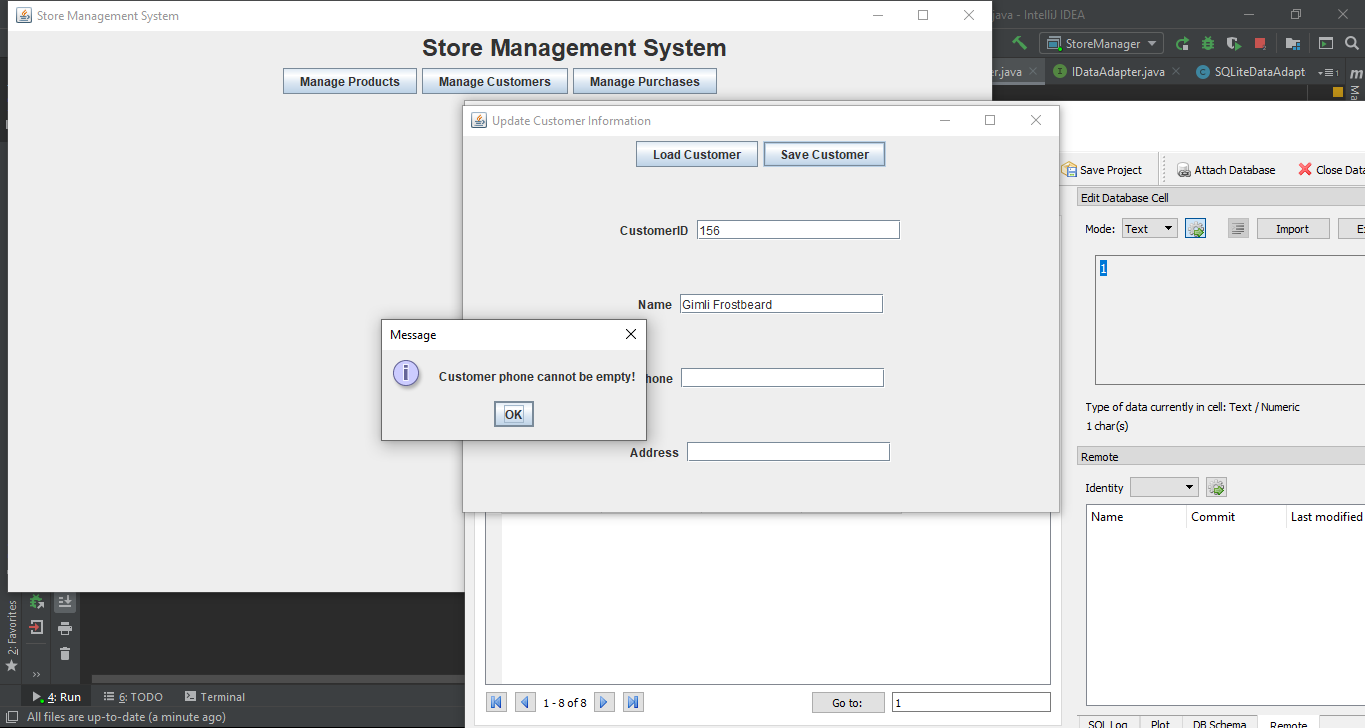 Store Management System
java - IntelliJ IDEA
Store Management System
StoreManager
Manage Products Manage Customers Manage Purchases
er.java IDataAdapter.java SQLiteDataAdapt
m
Ma
Update Customer Information
Load Customer Save Customer
Save Project Attach Database Close Data
Edit Database Cell
Mode: Text Import
1
CustomerID 156
Name Gimli Frostbeard
Message
Customer phone cannot be empty!
OK
hone
Address
Type of data currently in cell: Text / Numeric
1 char(s)
Remote
Identity
Name Commit Last modified
2: Favorites
4: Run 6: TODO Terminal
1 - 8 of 8 Go to: 1
All files are up-to-date (a minute ago)
SQL Log Plot DB Schema Remote